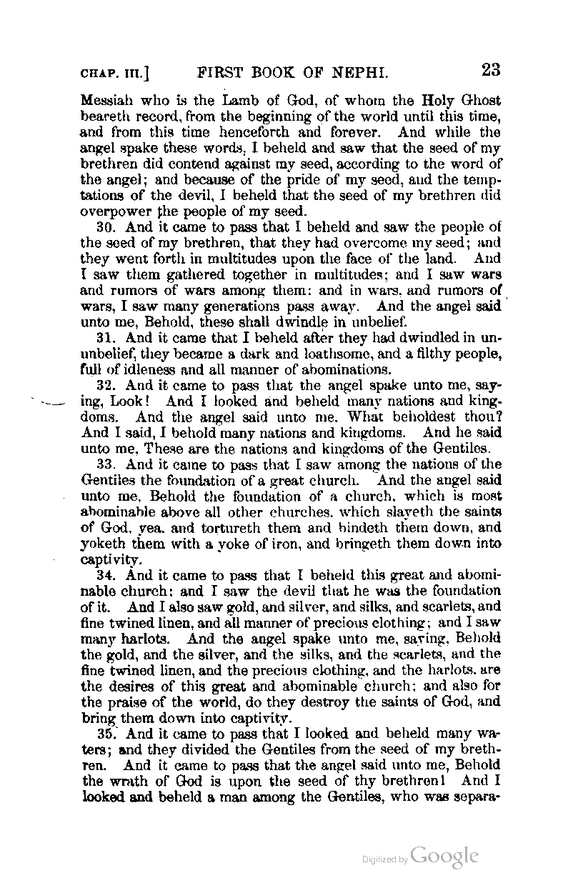 CHAP. III.] FIRST BOOK OF NEPHI. 23
Messiah who is the Lamb of God, of whom the Holy Ghost
beareth record, from the beginning of the world until this time,
and from this time henceforth and forever. And while the
angel spake these words, I beheld and saw that the seed of my
brethren did contend against my seed, according to the word of
the angel; and because of the pride of my seed, and the temp-
tations of the devil, I beheld that the seed of my brethren did
overpower the people of my seed.
30. And it came to pass that I beheld and saw the people of
the seed of my brethren, that they had overcome my seed; and
they went forth in multitudes upon the face of the land. And
I saw them gathered together in multitudes; and I saw wars
and rumors of wars among them: and in wars, and rumors of
wars, I saw many generations pass away. And the angel said
unto me, Behold, these shall dwindle in unbelief.
31. And it came that I beheld after they had dwindled in un-
unbelief, they became a dark and loathsome, and a filthy people,
full of idleness and all manner of abominations.
32. And it came to pass that the angel spake unto me, say-
ing, Look! And I looked and beheld many nations and king-
doms. And the angel said unto me. What beholdest thou?
And I said, I behold many nations and kingdoms. And he said
unto me, These are the nations and kingdoms of the Gentiles.
33. And it came to pass that I saw among the nations of the
Gentiles the foundation of a great church. And the angel said
unto me, Behold the foundation of a church, which is most
abominable above all other churches, which slayeth the saints
of God, yea, and tortureth them and bindeth them down, and
yoketh them with a yoke of iron, and bringeth them down into
captivity.
34. And it came to pass that I beheld this great and abomi-
nable church; and I saw the devil that he was the foundation
of it. And I also saw gold, and silver, and silks, and scarlets, and
fine twined linen, and all manner of precious clothing; and I saw
many harlots. And the angel spake unto me, saying, Behold
the gold, and the silver, and the silks, and the scarlets, and the
fine twined linen, and the precious clothing, and the harlots, are
the desires of this great and abominable church; and also for
the praise of the world, do they destroy the saints of God, and
bring them down into captivity.
35. And it came to pass that I looked and beheld many wa-
ters; and they divided the Gentiles from the seed of my breth-
ren. And it came to pass that the angel said unto me, Behold
the wrath of God is upon the seed of thy brethren! And I
looked and beheld a man among the Gentiles, who was separa-
Digitized by Google